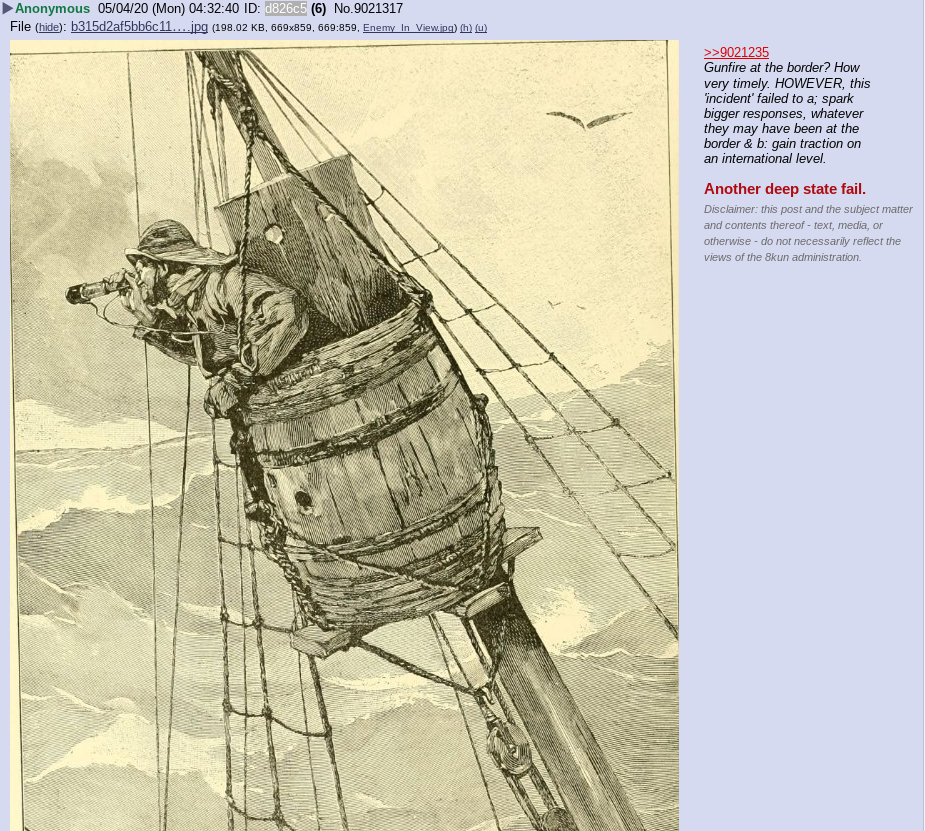 Anonymous 05/04/20 (Mon) 04:32:40 ID: d826c5 (6) No.9021317
File (hide): b315d2af5bb6c11….jpg (198.02 KB, 669x859, 669:859, Enemy_In_View.jpg) (h) (u)
>>9021235
Gunfire at the border? How
very timely. HOWEVER, this
'incident' failed to a; spark
bigger responses, whatever
they may have been at the
border & b: gain traction on
an international level.
Another deep state fail.
Disclaimer: this post and the subject matter
and contents thereof - text, media, or
otherwise - do not necessarily reflect the
views of the 8kun administration.